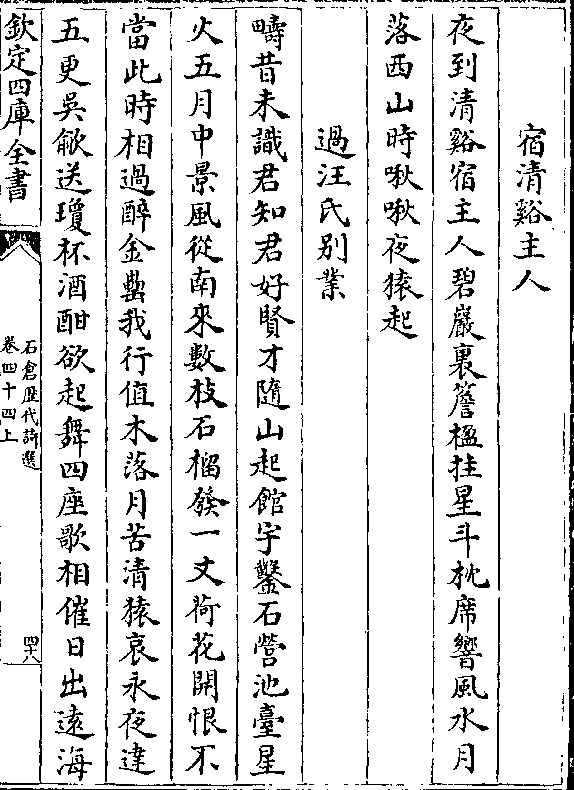 宿清谿主人
夜到清谿宿主人碧巖裏簷楹挂星斗枕席響風水月
落西山時啾啾夜猿起
過汪氏别業
疇昔未識君知君好賢才隨山起館宇鑿石營池臺星
火五月中景風從南來數枝石榴發一丈荷花開恨不
當此時相過醉金罍我行值木落月苦清猿哀永夜達
五更吳歈送瓊杯酒酣欲起舞四座歌相催日出遠海
欽定四庫全書
石倉歷代詩選
卷四十四上
四六